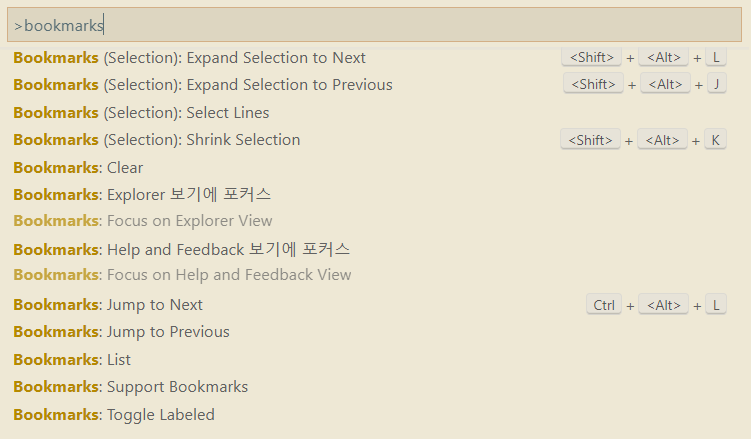 >bookmarks
Bookmarks (Selection): Expand Selection to Next <Shift> + <Alt> + L
Bookmarks (Selection): Expand Selection to Previous <Shift> + <Alt> + J
Bookmarks (Selection): Select Lines
Bookmarks (Selection): Shrink Selection <Shift> + <Alt> + K
Bookmarks: Clear
Bookmarks: Explorer 보기에 포커스
Bookmarks: Focus on Explorer View
Bookmarks: Help and Feedback 보기에 포커스
Bookmarks: Focus on Help and Feedback View
Bookmarks: Jump to Next Ctrl + <Alt> + L
Bookmarks: Jump to Previous
Bookmarks: List
Bookmarks: Support Bookmarks
Bookmarks: Toggle Labeled